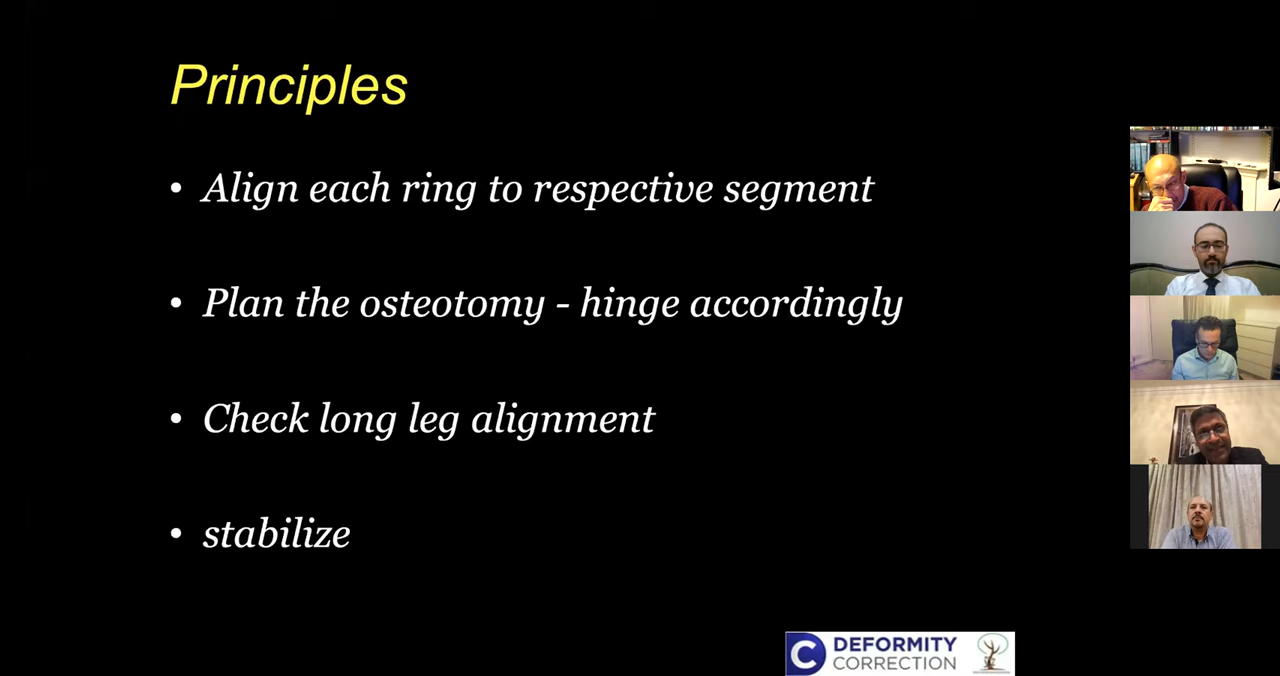 Principles
• Align each ring to respective segment
• Plan the osteotomy - hinge accordingly
• Check long leg alignment
• stabilize
C DEFORMITY
CORRECTION